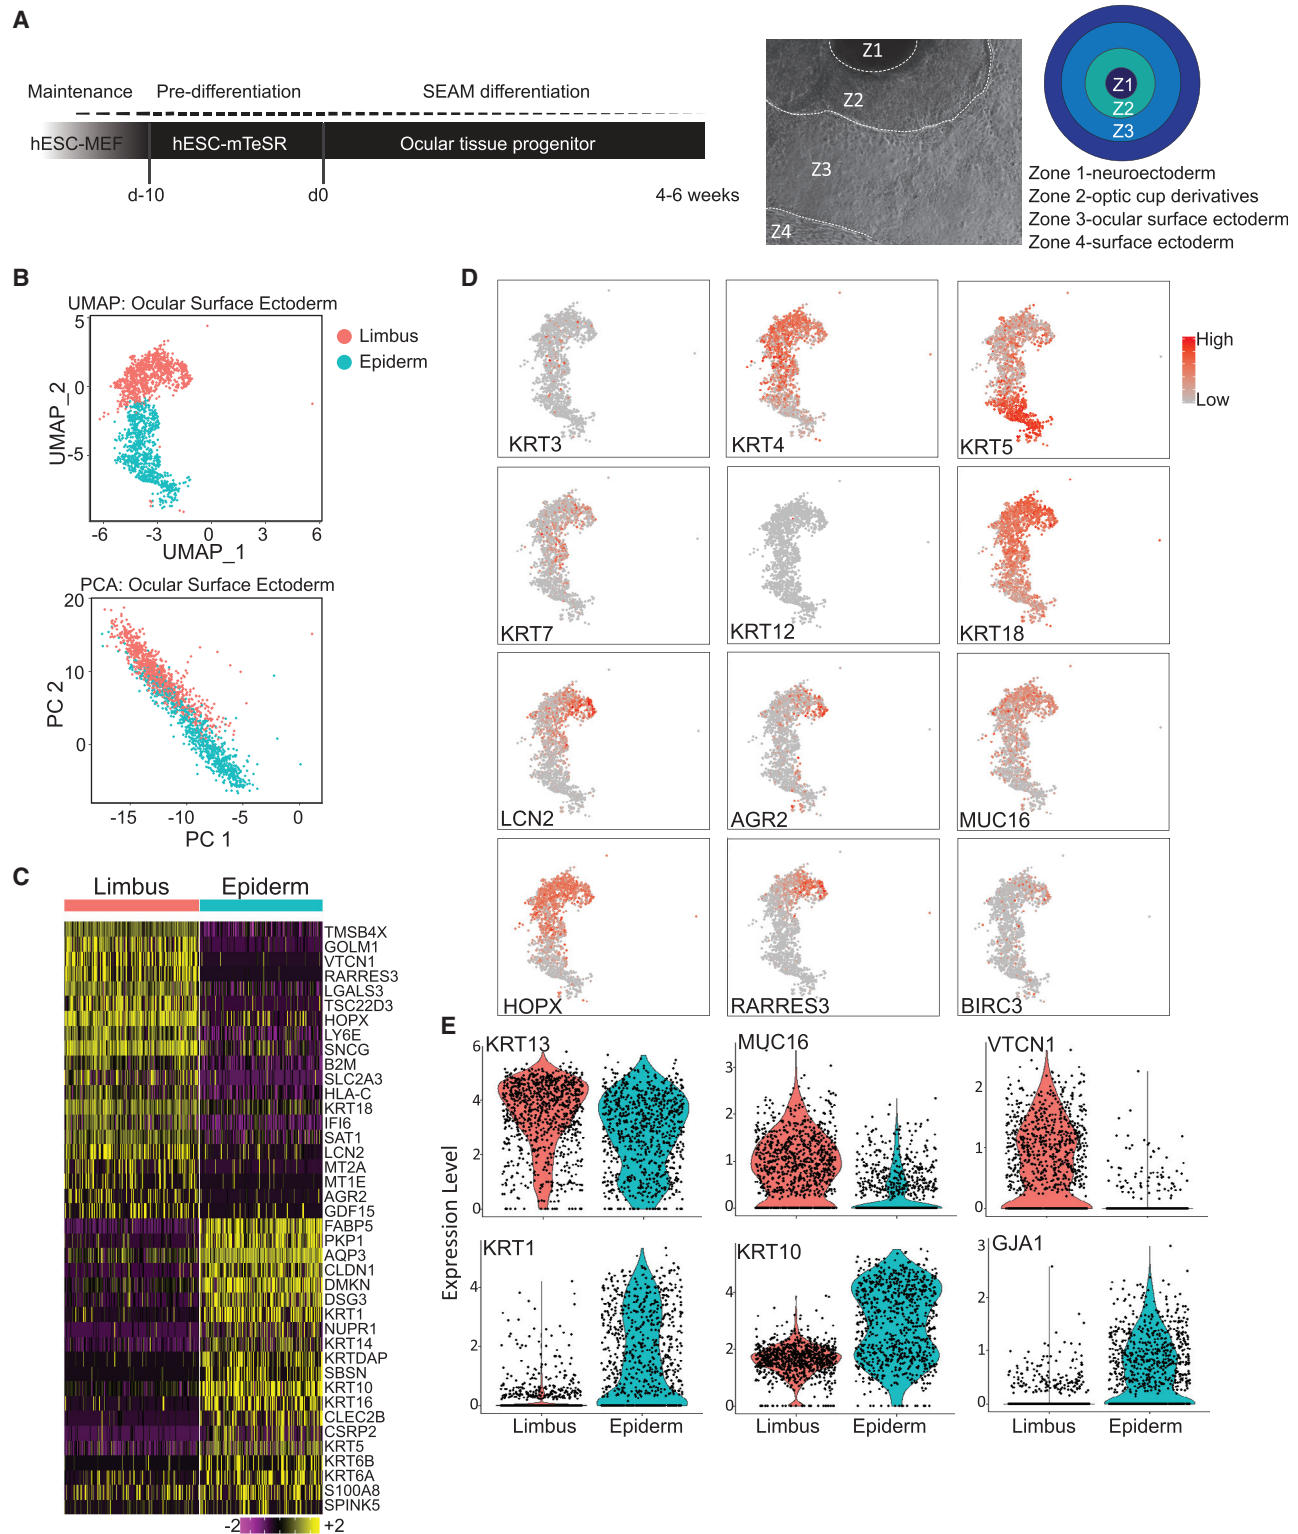 A
Maintenance Pre-differentiation SEAM differentiation
hESC-MEF hESC-mTeSR Ocular tissue progenitor
d-10 d0 4-6 weeks
Z1
Z2
Z3
Z4
Z1
Z2
Z3
Zone 1-neuroectoderm
Zone 2-optic cup derivatives
Zone 3-ocular surface ectoderm
Zone 4-surface ectoderm
B
UMAP: Ocular Surface Ectoderm
5
0
-5
UMAP_2
-6 -3 0 3 6
UMAP_1
Limbus
Epiderm
PCA: Ocular Surface Ectoderm
20
10
0
PC 2
-15 -10 -5 0
PC 1
C
Limbus Epiderm
TMSB4X
GOLM1
VTCN1
RARRES3
LGALS3
TSC22D3
HOPX
LY6E
SNCG
B2M
SLC2A3
HLA-C
KRT18
IFI6
SAT1
LCN2
MT2A
MT1E
AGR2
GDF15
FABP5
PKP1
AQP3
CLDN1
DMKN
DSG3
KRT1
NUPR1
KRT14
KRTDAP
SBSN
KRT10
KRT16
CLEC2B
CSRP2
KRT5
KRT6B
KRT6A
S100A8
SPINK5
-2 +2
D
KRT3 KRT4 KRT5
High
Low
KRT7 KRT12 KRT18
LCN2 AGR2 MUC16
HOPX RARRES3 BIRC3
E
Expression Level
KRT13
6
4
2
0
MUC16
3
2
1
0
VTCN1
2
1
0
KRT1
4
2
0
KRT10
4
2
0
GJA1
3
2
1
0
Limbus Epiderm Limbus Epiderm Limbus Epiderm